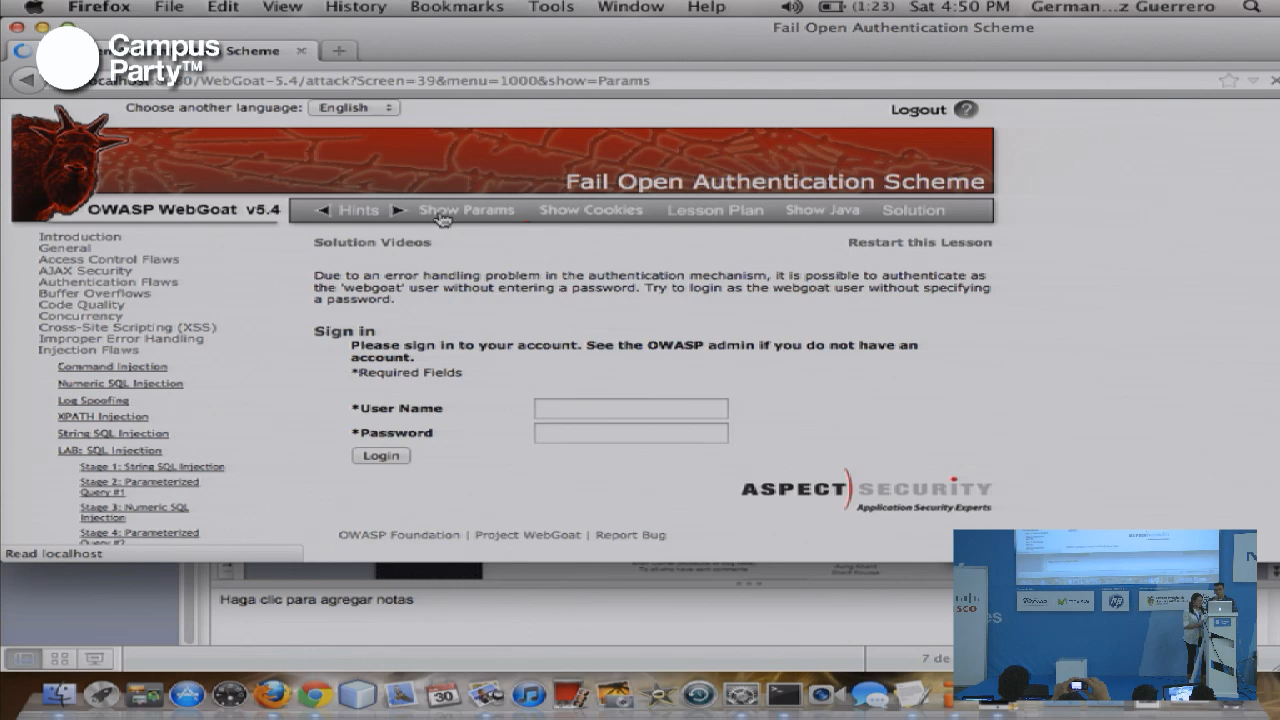 Firefox File Edit View History Bookmarks Tools Window Help (1:23) Sat 4:50 PM German...z Guerrero
Fail Open Authentication Scheme
Campus
Party™
Scheme
/WebGoat-5.4/attack?Screen=39&menu=1000&show=Params
Choose another language: English
Logout ?
Fail Open Authentication Scheme
OWASP WebGoat v5.4
Hints Show Params Show Cookies Lesson Plan Show Java Solution
Solution Videos
Restart this Lesson
Introduction
General
Access Control Flaws
AJAX Security
Authentication Flaws
Buffer Overflows
Code Quality
Concurrency
Cross-Site Scripting (XSS)
Improper Error Handling
Injection Flaws
Command Injection
Numeric SQL Injection
Log Spoofing
XPATH Injection
String SQL Injection
LAB: SQL Injection
Stage 1: String SQL Injection
Stage 2: Parameterized
Query #1
Stage 3: Numeric SQL
Injection
Stage 4: Parameterized
Query #2
Due to an error handling problem in the authentication mechanism, it is possible to authenticate as
the 'webgoat' user without entering a password. Try to login as the webgoat user without specifying
a password.
Sign in
Please sign in to your account. See the OWASP admin if you do not have an
account.
*Required Fields
*User Name
*Password
Login
ASPECT SECURITY
Application Security Experts
OWASP Foundation | Project WebGoat | Report Bug
Read localhost
Haga clic para agregar notas
7 de
30
hp